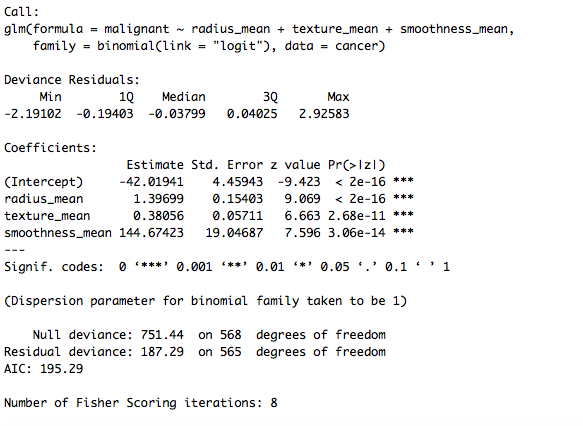 Call:
glm(formula = malignant ~ radius_mean + texture_mean + smoothness_mean,
    family = binomial(link = "logit"), data = cancer)

Deviance Residuals:
     Min       1Q   Median       3Q      Max
-2.19102 -0.19403 -0.03799  0.04025  2.92583

Coefficients:
                 Estimate Std. Error z value Pr(>|z|)
(Intercept)     -42.01941    4.45943  -9.423  < 2e-16 ***
radius_mean       1.39699    0.15403   9.069  < 2e-16 ***
texture_mean      0.38056    0.05711   6.663 2.68e-11 ***
smoothness_mean 144.67423   19.04687   7.596 3.06e-14 ***
---
Signif. codes:  0 ‘***’ 0.001 ‘**’ 0.01 ‘*’ 0.05 ‘.’ 0.1 ‘ ’ 1

(Dispersion parameter for binomial family taken to be 1)

    Null deviance: 751.44  on 568  degrees of freedom
Residual deviance: 187.29  on 565  degrees of freedom
AIC: 195.29

Number of Fisher Scoring iterations: 8